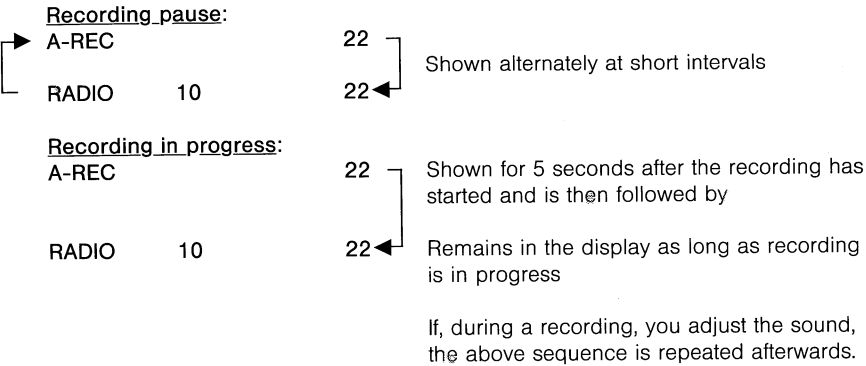 Recording pause:
A-REC 22
Shown alternately at short intervals
RADIO 10 22
Recording in progress:
A-REC 22 Shown for 5 seconds after the recording has
started and is then followed by
RADIO 10 22 Remains in the display as long as recording
is in progress
If, during a recording, you adjust the sound,
the above sequence is repeated afterwards.